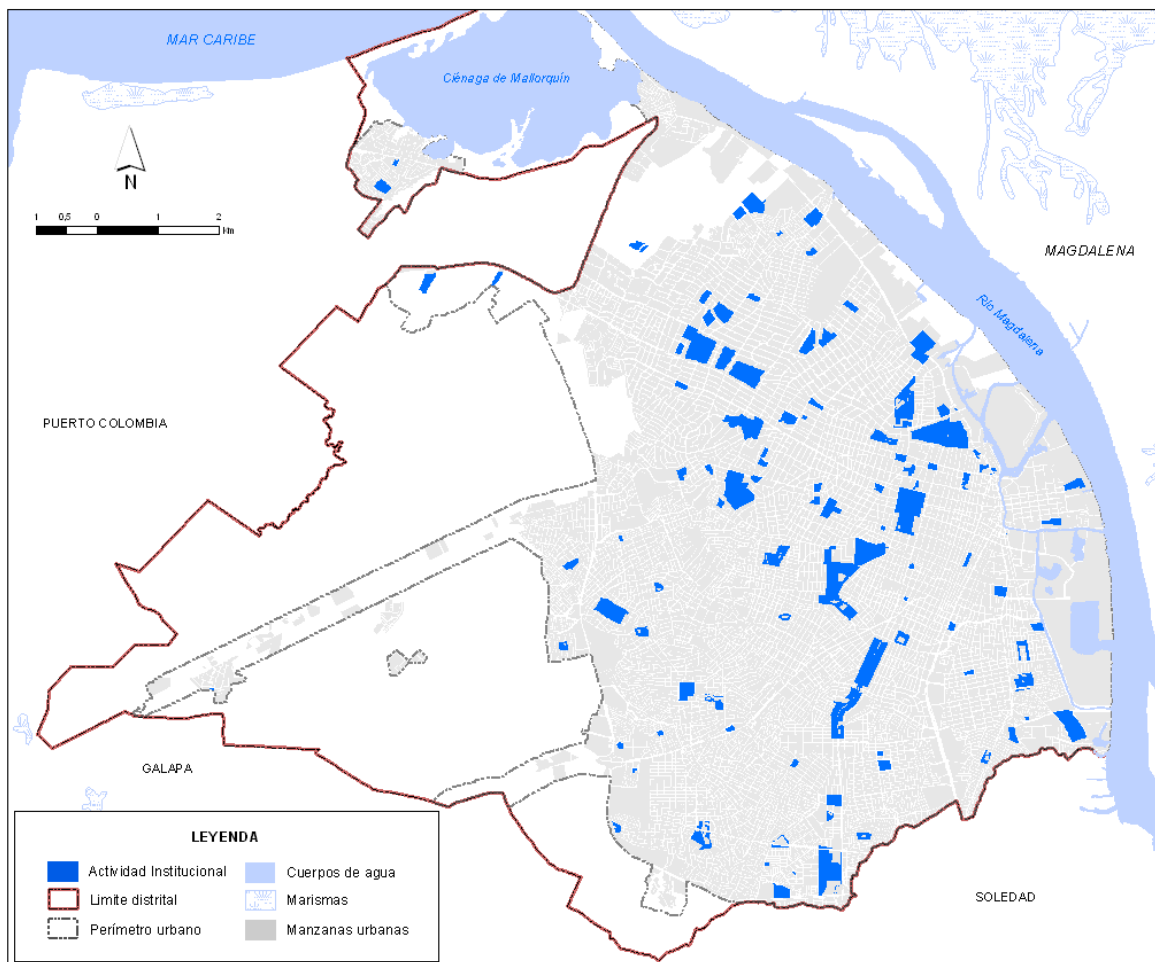 MAR CARIBE
Ciénaga de Mallorquín
N
1 0,5 0 1 2
Km
MAGDALENA
Río Magdalena
PUERTO COLOMBIA
GALAPA
SOLEDAD
LEYENDA
Actividad Institucional
Limite distrital
Perímetro urbano
Cuerpos de agua
Marismas
Manzanas urbanas